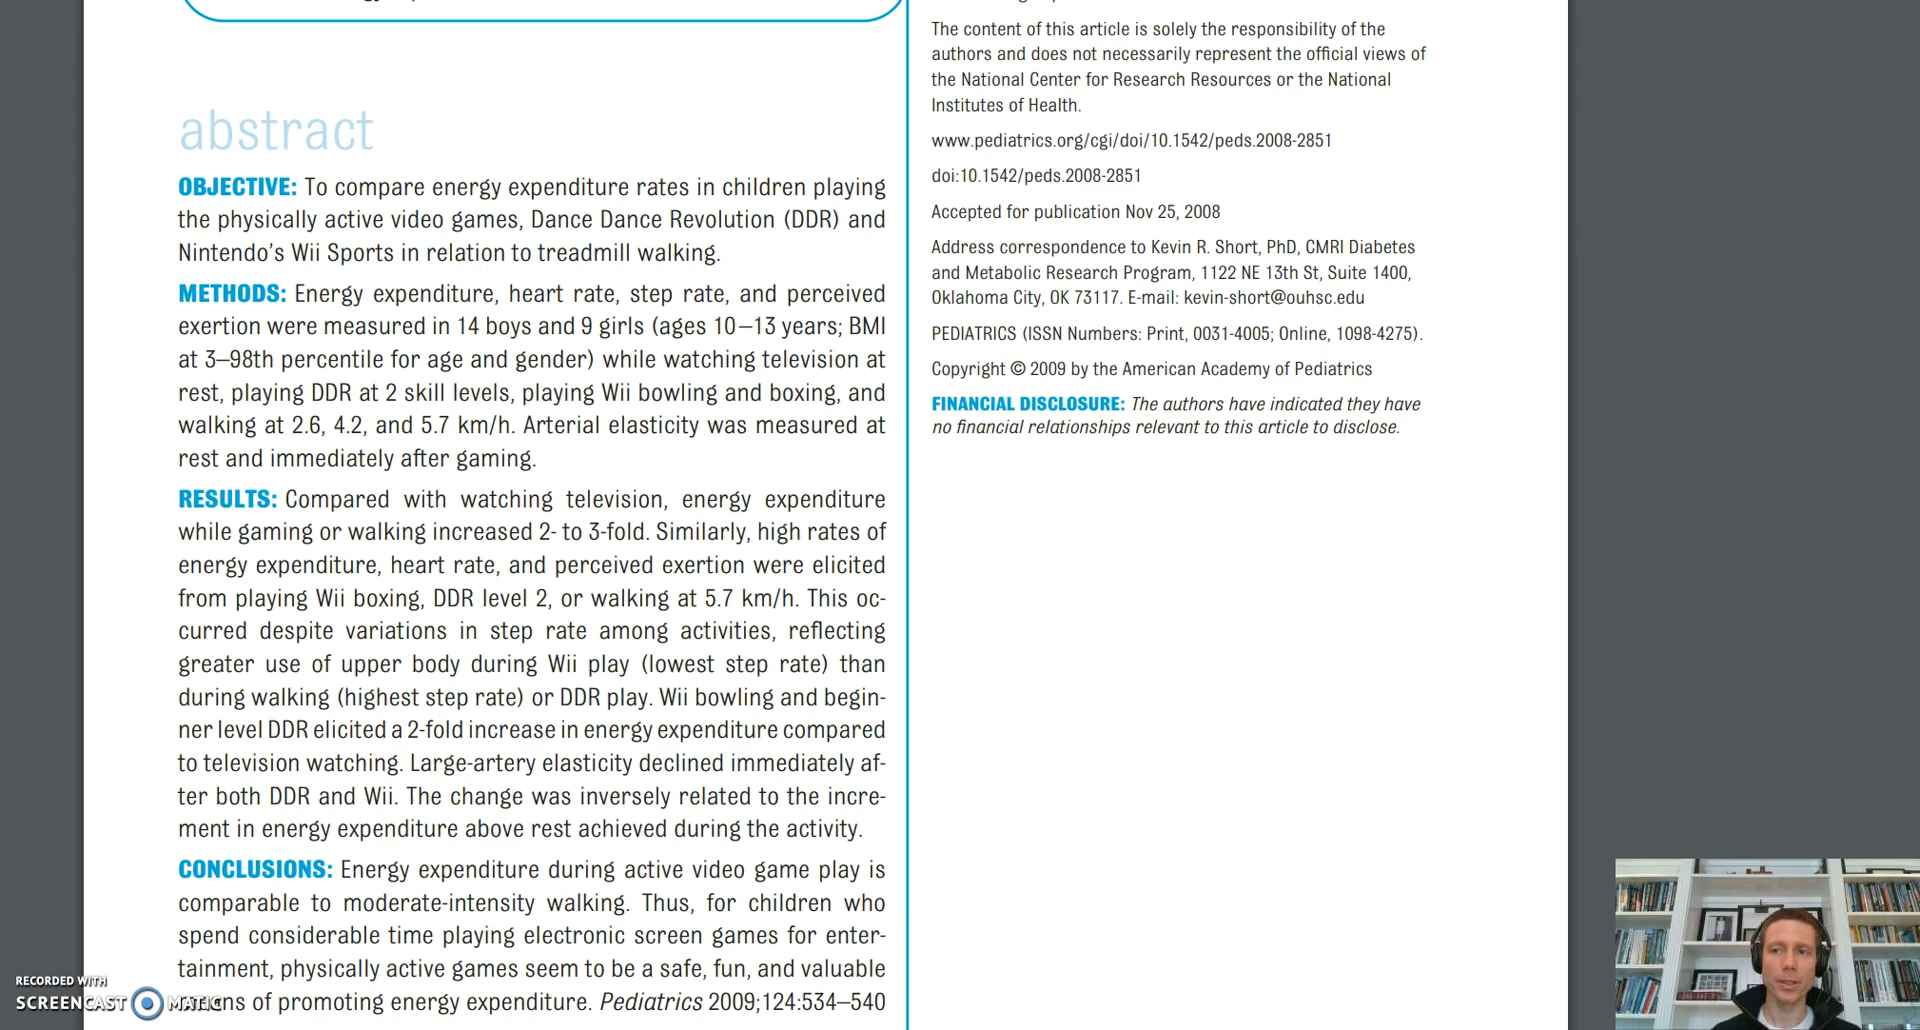 abstract
OBJECTIVE: To compare energy expenditure rates in children playing
the physically active video games, Dance Dance Revolution (DDR) and
Nintendo’s Wii Sports in relation to treadmill walking.
METHODS: Energy expenditure, heart rate, step rate, and perceived
exertion were measured in 14 boys and 9 girls (ages 10–13 years; BMI
at 3–98th percentile for age and gender) while watching television at
rest, playing DDR at 2 skill levels, playing Wii bowling and boxing, and
walking at 2.6, 4.2, and 5.7 km/h. Arterial elasticity was measured at
rest and immediately after gaming.
RESULTS: Compared with watching television, energy expenditure
while gaming or walking increased 2- to 3-fold. Similarly, high rates of
energy expenditure, heart rate, and perceived exertion were elicited
from playing Wii boxing, DDR level 2, or walking at 5.7 km/h. This oc-
curred despite variations in step rate among activities, reflecting
greater use of upper body during Wii play (lowest step rate) than
during walking (highest step rate) or DDR play. Wii bowling and begin-
ner level DDR elicited a 2-fold increase in energy expenditure compared
to television watching. Large-artery elasticity declined immediately af-
ter both DDR and Wii. The change was inversely related to the incre-
ment in energy expenditure above rest achieved during the activity.
CONCLUSIONS: Energy expenditure during active video game play is
comparable to moderate-intensity walking. Thus, for children who
spend considerable time playing electronic screen games for enter-
tainment, physically active games seem to be a safe, fun, and valuable
of promoting energy expenditure. Pediatrics 2009;124:534–540
The content of this article is solely the responsibility of the
authors and does not necessarily represent the official views of
the National Center for Research Resources or the National
Institutes of Health.
www.pediatrics.org/cgi/doi/10.1542/peds.2008-2851
doi:10.1542/peds.2008-2851
Accepted for publication Nov 25, 2008
Address correspondence to Kevin R. Short, PhD, CMRI Diabetes
and Metabolic Research Program, 1122 NE 13th St, Suite 1400,
Oklahoma City, OK 73117. E-mail: kevin-short@ouhsc.edu
PEDIATRICS (ISSN Numbers: Print, 0031-4005; Online, 1098-4275).
Copyright © 2009 by the American Academy of Pediatrics
FINANCIAL DISCLOSURE: The authors have indicated they have
no financial relationships relevant to this article to disclose.
RECORDED WITH
SCREENCAST MATIC